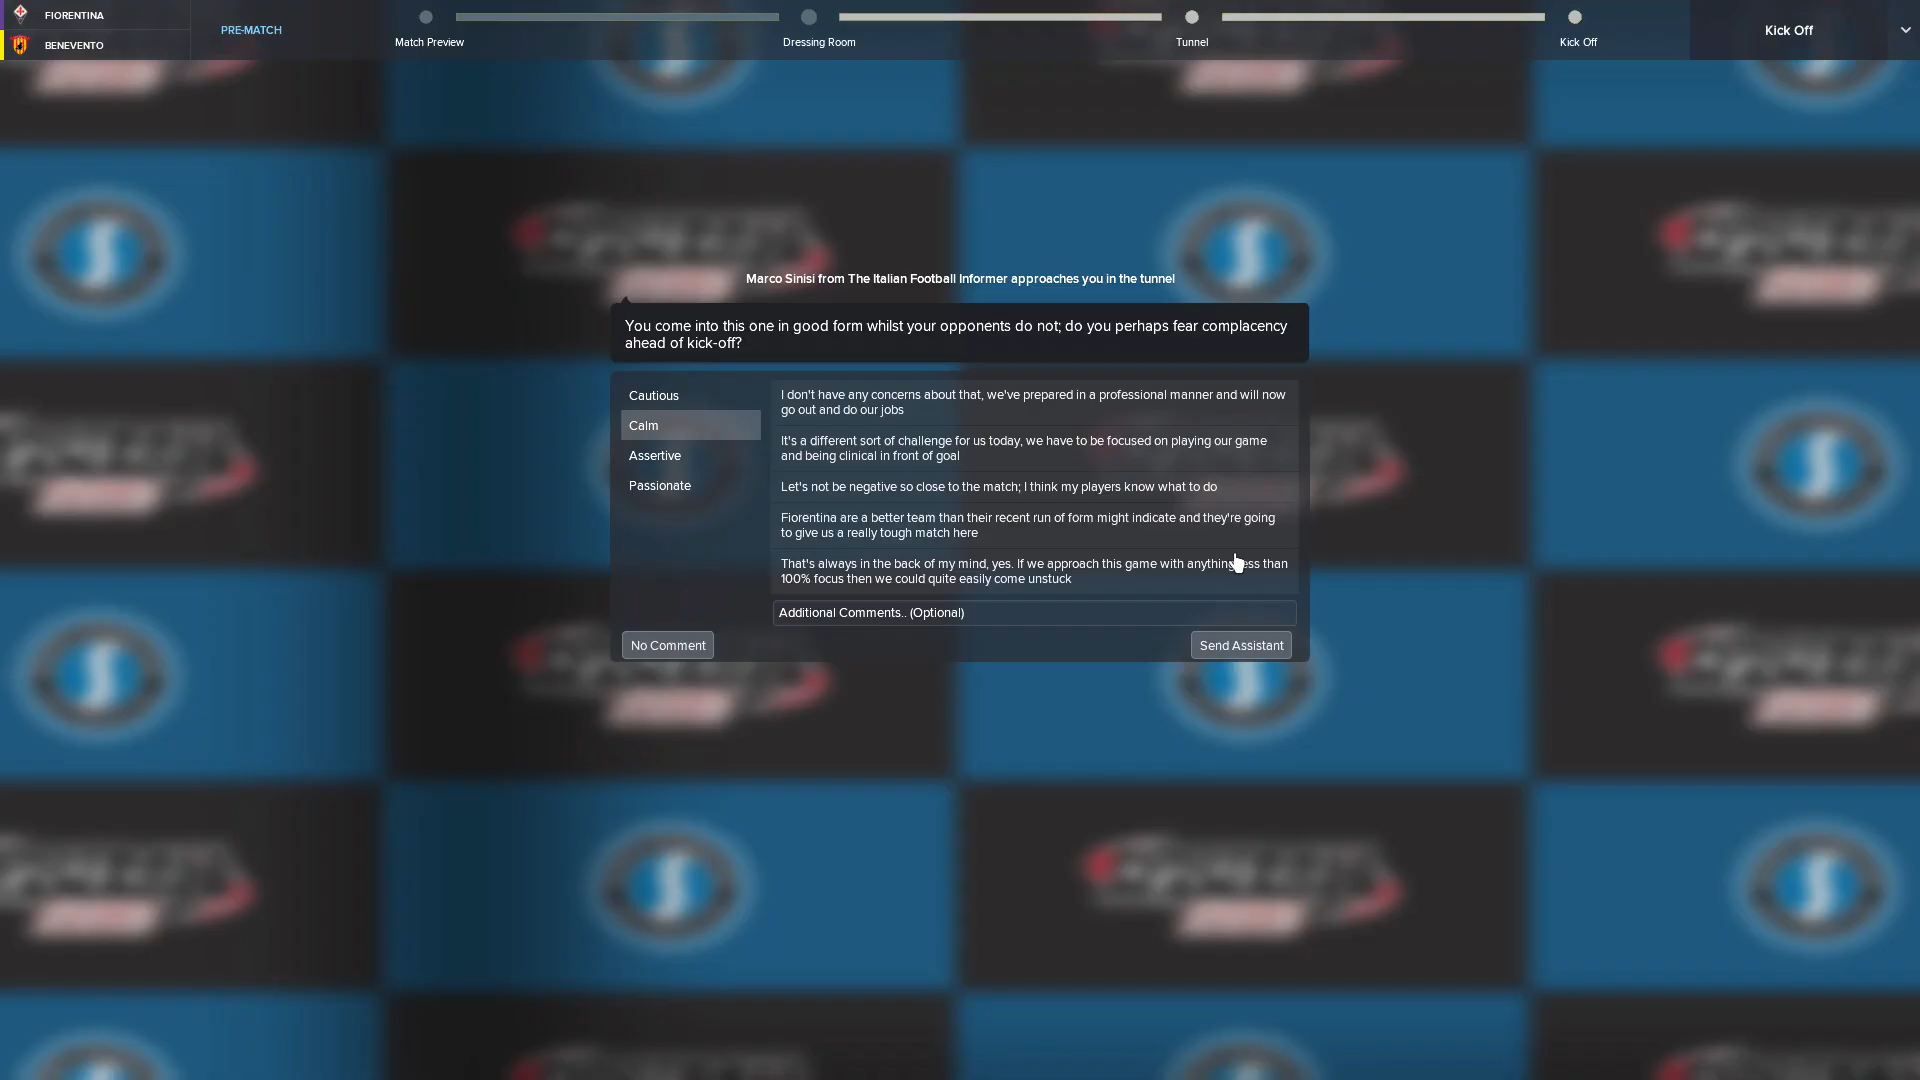 FIORENTINA
BENEVENTO
PRE-MATCH
Match Preview
Dressing Room
Tunnel
Kick Off
Kick Off
Marco Sinisi from The Italian Football Informer approaches you in the tunnel
You come into this one in good form whilst your opponents do not; do you perhaps fear complacency
ahead of kick-off?
Cautious
Calm
Assertive
Passionate
I don't have any concerns about that, we've prepared in a professional manner and will now
go out and do our jobs
It's a different sort of challenge for us today, we have to be focused on playing our game
and being clinical in front of goal
Let's not be negative so close to the match; I think my players know what to do
Fiorentina are a better team than their recent run of form might indicate and they're going
to give us a really tough match here
That's always in the back of my mind, yes. If we approach this game with anything less than
100% focus then we could quite easily come unstuck
Additional Comments.. (Optional)
No Comment
Send Assistant